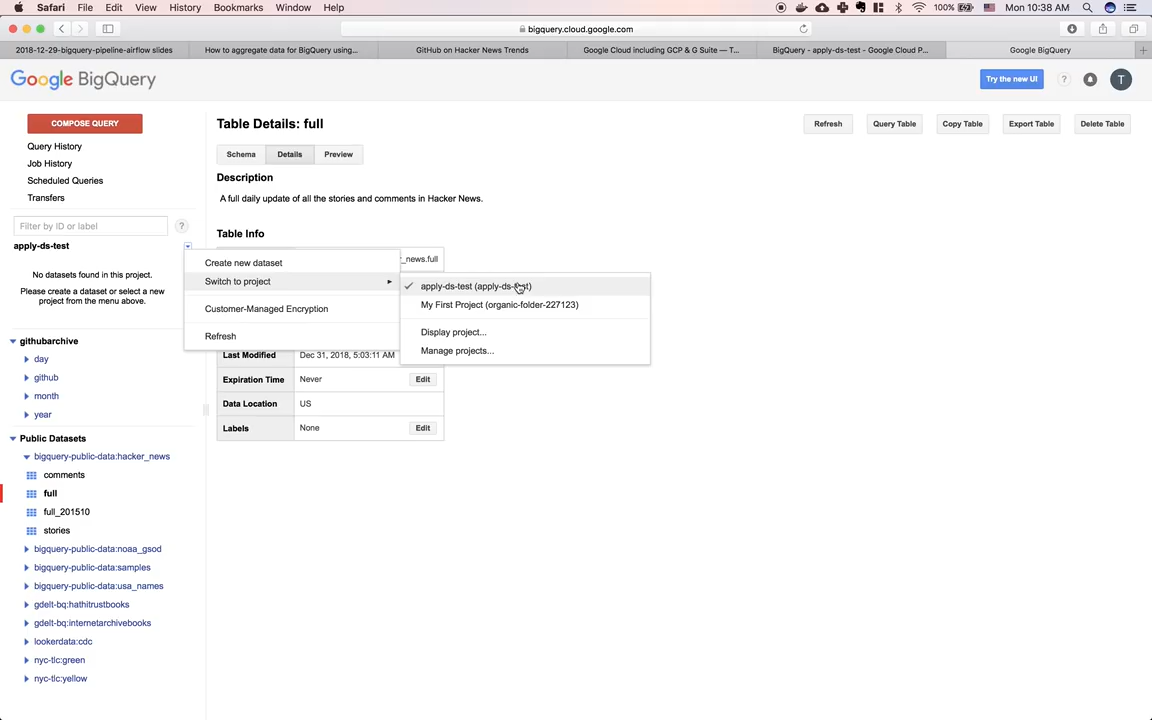 Safari File Edit View History Bookmarks Window Help
100% Mon 10:38 AM
bigquery.cloud.google.com
2018-12-29-bigquery-pipeline-airflow slides
How to aggregate data for BigQuery using...
GitHub on Hacker News Trends
Google Cloud including GCP & G Suite — T...
BigQuery - apply-ds-test - Google Cloud P...
Google BigQuery
Google BigQuery
Try the new UI
?
T
COMPOSE QUERY
Query History
Job History
Scheduled Queries
Transfers
Filter by ID or label
?
apply-ds-test
No datasets found in this project.
Please create a dataset or select a new
project from the menu above.
githubarchive
day
github
month
year
Public Datasets
bigquery-public-data:hacker_news
comments
full
full_201510
stories
bigquery-public-data:noaa_gsod
bigquery-public-data:samples
bigquery-public-data:usa_names
gdelt-bq:hathitrustbooks
gdelt-bq:internetarchivebooks
lookerdata:cdc
nyc-tlc:green
nyc-tlc:yellow
Table Details: full
Refresh
Query Table
Copy Table
Export Table
Delete Table
Schema
Details
Preview
Description
A full daily update of all the stories and comments in Hacker News.
Table Info
_news.full
Create new dataset
Switch to project
Customer-Managed Encryption
Refresh
apply-ds-test (apply-ds-test)
My First Project (organic-folder-227123)
Display project...
Manage projects...
Last Modified Dec 31, 2018, 5:03:11 AM
Expiration Time Never Edit
Data Location US
Labels None Edit